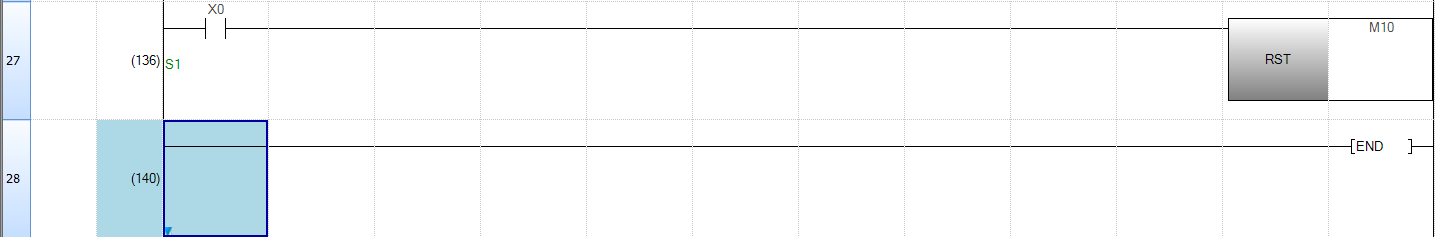 X0
M10
27
(136)
S1
RST
28
(140)
END